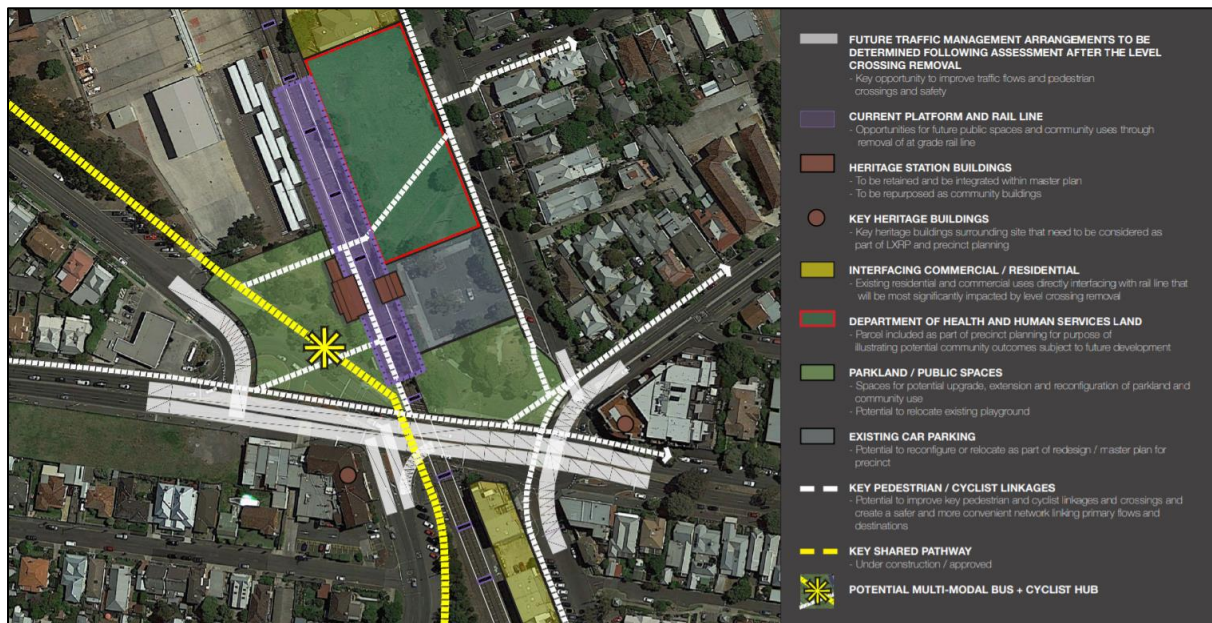 FUTURE TRAFFIC MANAGEMENT ARRANGEMENTS TO BE
DETERMINED FOLLOWING ASSESSMENT AFTER THE LEVEL
CROSSING REMOVAL
- Key opportunity to improve traffic flows and pedestrian
crossings and safety
CURRENT PLATFORM AND RAIL LINE
- Opportunities for future public spaces and community uses through
removal of at grade rail line
HERITAGE STATION BUILDINGS
- To be retained and be integrated within master plan
- To be repurposed as community buildings
KEY HERITAGE BUILDINGS
- Key heritage buildings surrounding site that need to be considered as
part of LXRP and precinct planning
INTERFACING COMMERCIAL / RESIDENTIAL
- Existing residential and commercial uses directly interfacing with rail line that
will be most significantly impacted by level crossing removal
DEPARTMENT OF HEALTH AND HUMAN SERVICES LAND
- Parcel included as part of precinct planning for purpose of
illustrating potential community outcomes subject to future development
PARKLAND / PUBLIC SPACES
- Spaces for potential upgrade, extension and reconfiguration of parkland and
community use
- Potential to relocate existing playground
EXISTING CAR PARKING
- Potential to reconfigure or relocate as part of redesign / master plan for
precinct
KEY PEDESTRIAN / CYCLIST LINKAGES
- Potential to improve key pedestrian and cyclist linkages and crossings and
create a safer and more convenient network linking primary flows and
destinations
KEY SHARED PATHWAY
- Under construction / approved
POTENTIAL MULTI-MODAL BUS + CYCLIST HUB